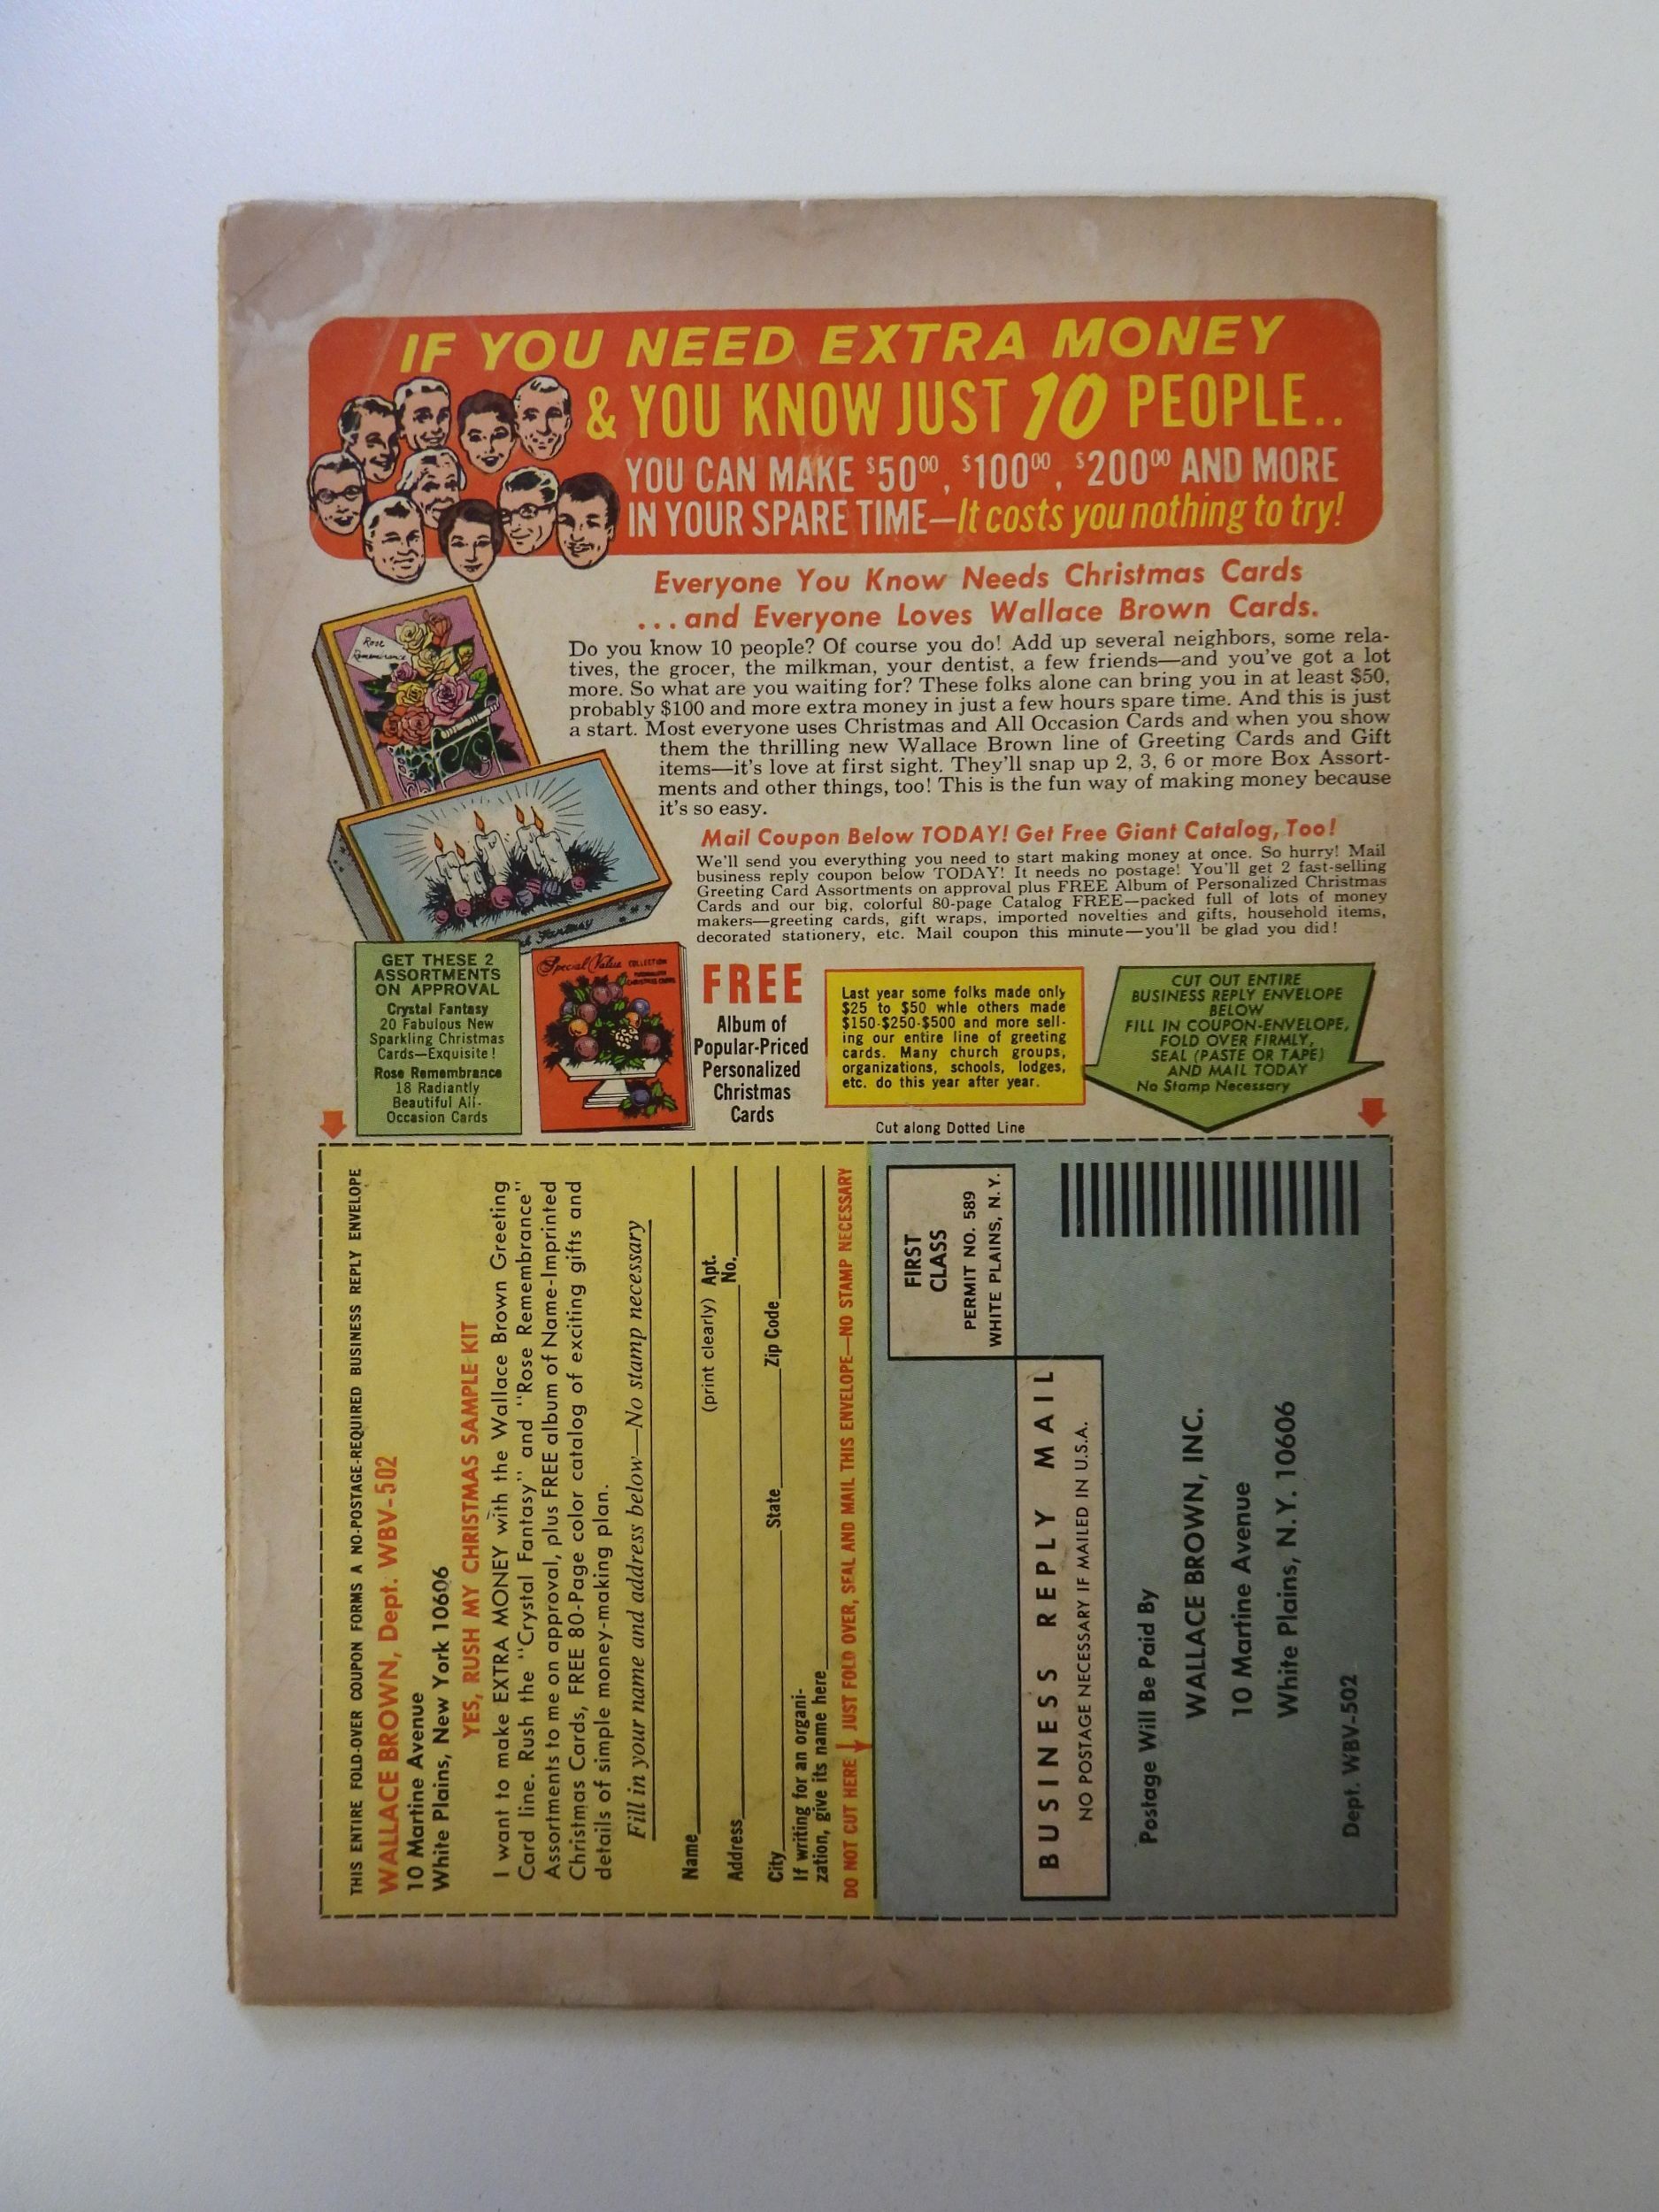 IF YOU NEED EXTRA MONEY
& YOU KNOW JUST 10 PEOPLE..
YOU CAN MAKE $50⁰⁰, $100⁰⁰, $200⁰⁰ AND MORE
IN YOUR SPARE TIME—It costs you nothing to try!
Everyone You Know Needs Christmas Cards
...and Everyone Loves Wallace Brown Cards.
Rose
Remembrance
Do you know 10 people? Of course you do! Add up several neighbors, some rela-
tives, the grocer, the milkman, your dentist, a few friends—and you've got a lot
more. So what are you waiting for? These folks alone can bring you in at least $50,
probably $100 and more extra money in just a few hours spare time. And this is just
a start. Most everyone uses Christmas and All Occasion Cards and when you show
them the thrilling new Wallace Brown line of Greeting Cards and Gift
items—it's love at first sight. They'll snap up 2, 3, 6 or more Box Assort-
ments and other things, too! This is the fun way of making money because
it's so easy.
Mail Coupon Below TODAY! Get Free Giant Catalog, Too!
We'll send you everything you need to start making money at once. So hurry! Mail
business reply coupon below TODAY! It needs no postage! You'll get 2 fast-selling
Greeting Card Assortments on approval plus FREE Album of Personalized Christmas
Cards and our big, colorful 80-page Catalog FREE—packed full of lots of money
makers—greeting cards, gift wraps, imported novelties and gifts, household items,
decorated stationery, etc. Mail coupon this minute—you'll be glad you did!
Fantasy
GET THESE 2
ASSORTMENTS
ON APPROVAL
Crystal Fantasy
20 Fabulous New
Sparkling Christmas
Cards—Exquisite!
Rose Remembrance
18 Radiantly
Beautiful All-
Occasion Cards
Special Value COLLECTION
PERSONALIZED
CHRISTMAS CARDS
FREE
Album of
Popular-Priced
Personalized
Christmas
Cards
Last year some folks made only
$25 to $50 whle others made
$150-$250-$500 and more sell-
ing our entire line of greeting
cards. Many church groups,
organizations, schools, lodges,
etc. do this year after year.
CUT OUT ENTIRE
BUSINESS REPLY ENVELOPE
BELOW
FILL IN COUPON-ENVELOPE,
FOLD OVER FIRMLY,
SEAL (PASTE OR TAPE)
AND MAIL TODAY
No Stamp Necessary
Cut along Dotted Line
THIS ENTIRE FOLD-OVER COUPON FORMS A NO-POSTAGE-REQUIRED BUSINESS REPLY ENVELOPE
WALLACE BROWN, Dept. WBV-502
10 Martine Avenue
White Plains, New York 10606
YES, RUSH MY CHRISTMAS SAMPLE KIT
I want to make EXTRA MONEY with the Wallace Brown Greeting
Card line. Rush the "Crystal Fantasy" and "Rose Remembrance"
Assortments to me on approval, plus FREE album of Name-Imprinted
Christmas Cards, FREE 80-Page color catalog of exciting gifts and
details of simple money-making plan.
Fill in your name and address below—No stamp necessary
Name
(print clearly)
Address Apt. No.
City State Zip Code
If writing for an organi-
zation, give its name here
DO NOT CUT HERE JUST FOLD OVER, SEAL AND MAIL THIS ENVELOPE—NO STAMP NECESSARY
FIRST
CLASS
PERMIT NO. 589
WHITE PLAINS, N.Y.
BUSINESS REPLY MAIL
NO POSTAGE NECESSARY IF MAILED IN U.S.A.
Postage Will Be Paid By
WALLACE BROWN, INC.
10 Martine Avenue
White Plains, N.Y. 10606
Dept. WBV-502